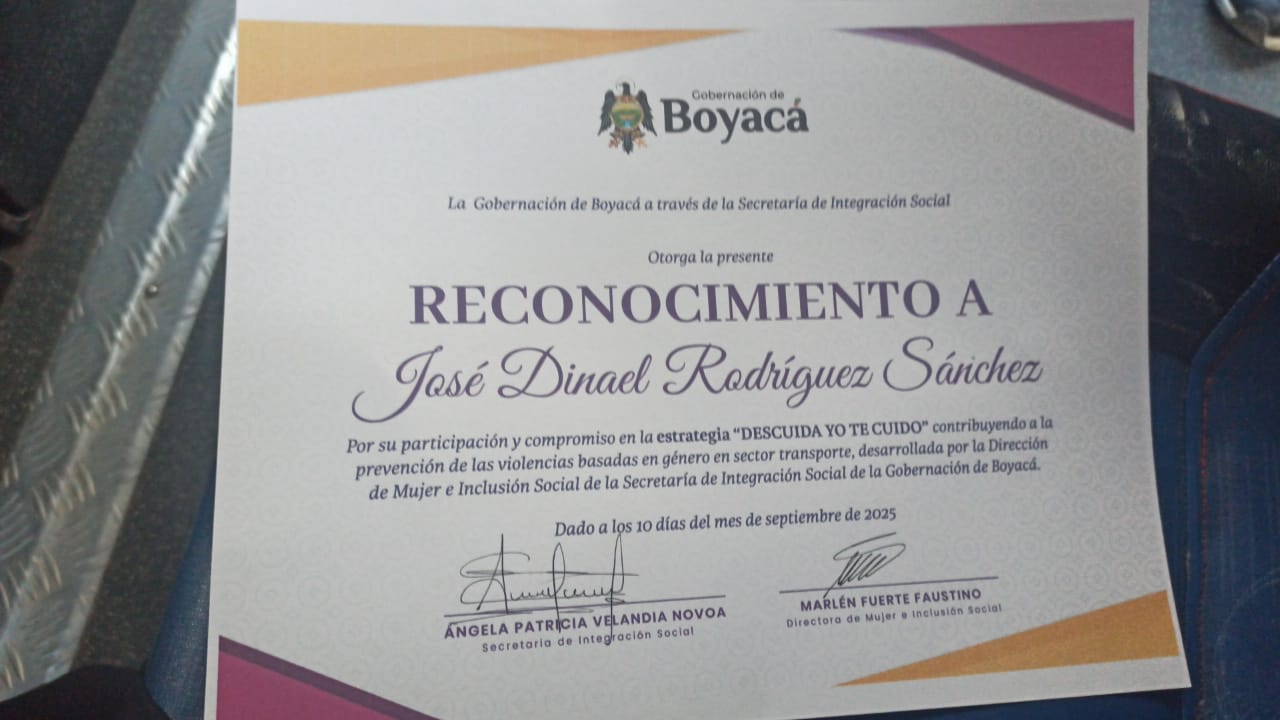 Gobernación de
Boyacá
La Gobernación de Boyacá a través de la Secretaría de Integración Social
Otorga la presente
RECONOCIMIENTO A
José Dinael Rodríguez Sánchez
Por su participación y compromiso en la estrategia “DESCUIDA YO TE CUIDO” contribuyendo a la
prevención de las violencias basadas en género en sector transporte, desarrollada por la Dirección
de Mujer e Inclusión Social de la Secretaría de Integración Social de la Gobernación de Boyacá.
Dado a los 10 días del mes de septiembre de 2025
ÁNGELA PATRICIA VELANDIA NOVOA
Secretaria de Integración Social
MARLÉN FUERTE FAUSTINO
Directora de Mujer e Inclusión Social